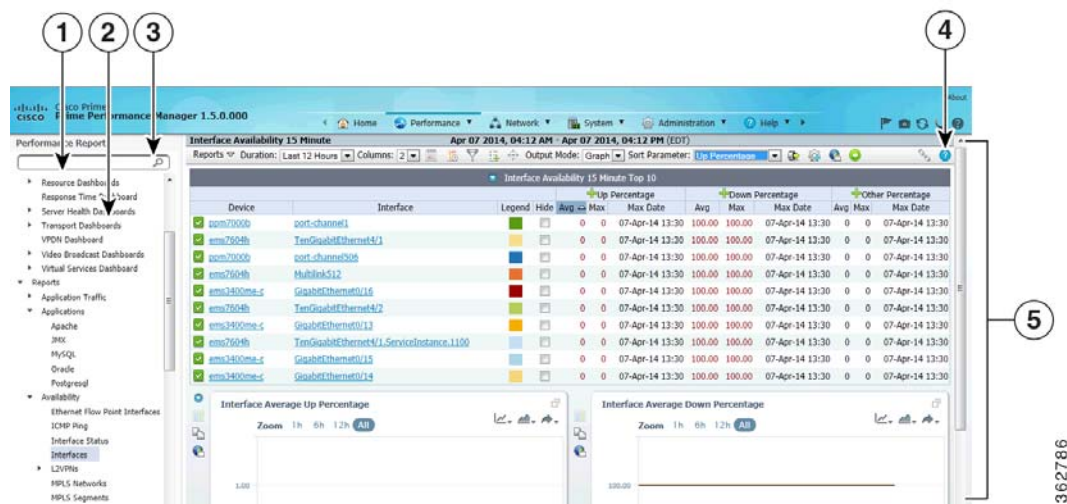 1 2 3 4
About
cisco Cisco Prime
Prime Performance Manager 1.5.0.000
Home Performance Network System Administration Help
Performance Report
Interface Availability 15 Minute Apr 07 2014, 04:12 AM - Apr 07 2014, 04:12 PM (EDT)
Reports Duration: Last 12 Hours Columns: 2 Output Mode: Graph Sort Parameter: Up Percentage
Resource Dashboards
Response Time Dashboard
Server Health Dashboards
Transport Dashboards
VPDN Dashboard
Video Broadcast Dashboards
Virtual Services Dashboard
Reports
Application Traffic
Applications
Apache
JMX
MySQL
Oracle
Postgresql
Availability
Ethernet Flow Point Interfaces
ICMP Ping
Interface Status
Interfaces
L2VPNs
MPLS Networks
MPLS Segments
Interface Availability 15 Minute Top 10
Up Percentage Down Percentage Other Percentage
Device Interface Legend Hide Avg Max Max Date Avg Max Max Date Avg Max Max Date
ppm7000b port-channel1 0 0 07-Apr-14 13:30 100.00 100.00 07-Apr-14 13:30 0 0 07-Apr-14 13:30
ems7604h TenGigabitEthernet4/1 0 0 07-Apr-14 13:30 100.00 100.00 07-Apr-14 13:30 0 0 07-Apr-14 13:30
ppm7000b port-channel506 0 0 07-Apr-14 13:30 100.00 100.00 07-Apr-14 13:30 0 0 07-Apr-14 13:30
ems7604h Multilink512 0 0 07-Apr-14 13:30 100.00 100.00 07-Apr-14 13:30 0 0 07-Apr-14 13:30
ems3400me-c GigabitEthernet0/16 0 0 07-Apr-14 13:30 100.00 100.00 07-Apr-14 13:30 0 0 07-Apr-14 13:30
ems7604h TenGigabitEthernet4/2 0 0 07-Apr-14 13:30 100.00 100.00 07-Apr-14 13:30 0 0 07-Apr-14 13:30
ems3400me-c GigabitEthernet0/13 0 0 07-Apr-14 13:30 100.00 100.00 07-Apr-14 13:30 0 0 07-Apr-14 13:30
ems7604h TenGigabitEthernet4/1.ServiceInstance.1100 0 0 07-Apr-14 13:30 100.00 100.00 07-Apr-14 13:30 0 0 07-Apr-14 13:30
ems3400me-c GigabitEthernet0/15 0 0 07-Apr-14 13:30 100.00 100.00 07-Apr-14 13:30 0 0 07-Apr-14 13:30
ems3400me-c GigabitEthernet0/14 0 0 07-Apr-14 13:30 100.00 100.00 07-Apr-14 13:30 0 0 07-Apr-14 13:30
Interface Average Up Percentage
Zoom 1h 6h 12h All
1.00
Interface Average Down Percentage
Zoom 1h 6h 12h All
100.00
5
362786